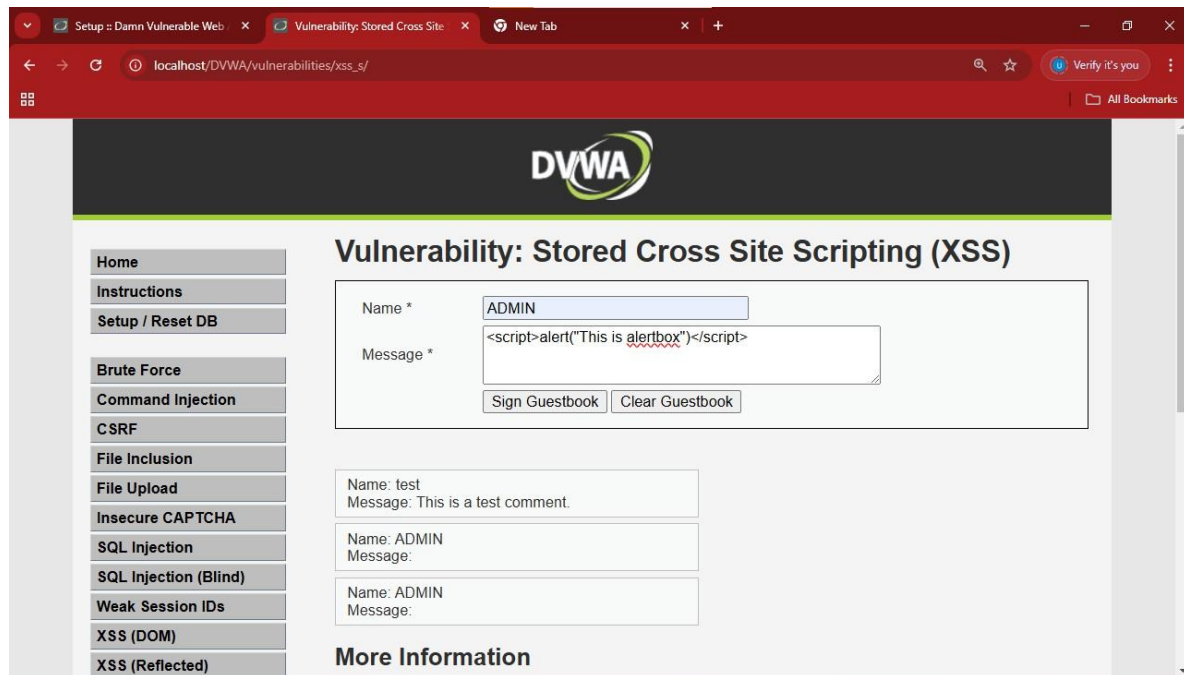 Setup :: Damn Vulnerable Web A
Vulnerability: Stored Cross Site
New Tab
localhost/DVWA/vulnerabilities/xss_s/
Verify it's you
All Bookmarks
DVWA
Home
Instructions
Setup / Reset DB
Brute Force
Command Injection
CSRF
File Inclusion
File Upload
Insecure CAPTCHA
SQL Injection
SQL Injection (Blind)
Weak Session IDs
XSS (DOM)
XSS (Reflected)
Vulnerability: Stored Cross Site Scripting (XSS)
Name * ADMIN
Message * <script>alert("This is alertbox")</script>
Sign Guestbook Clear Guestbook
Name: test
Message: This is a test comment.
Name: ADMIN
Message:
Name: ADMIN
Message:
More Information